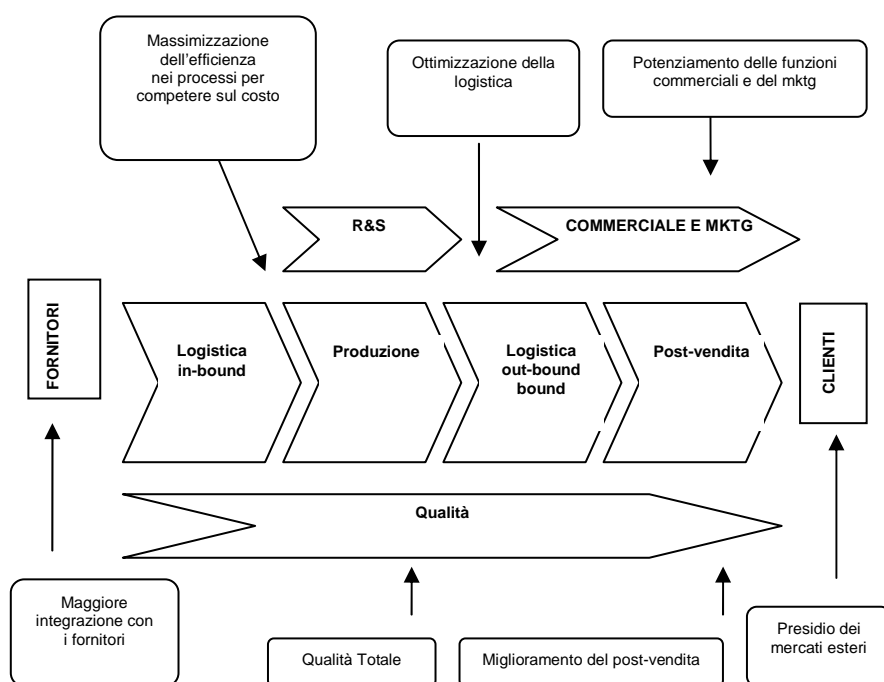 Massimizzazione
dell'efficienza
nei processi per
competere sul costo
Ottimizzazione della
logistica
Potenziamento delle funzioni
commerciali e del mktg
R&S
COMMERCIALE E MKTG
FORNITORI
Logistica
in-bound
Produzione
Logistica
out-bound
bound
Post-vendita
CLIENTI
Qualità
Maggiore
integrazione con
i fornitori
Qualità Totale
Miglioramento del post-vendita
Presidio dei
mercati esteri